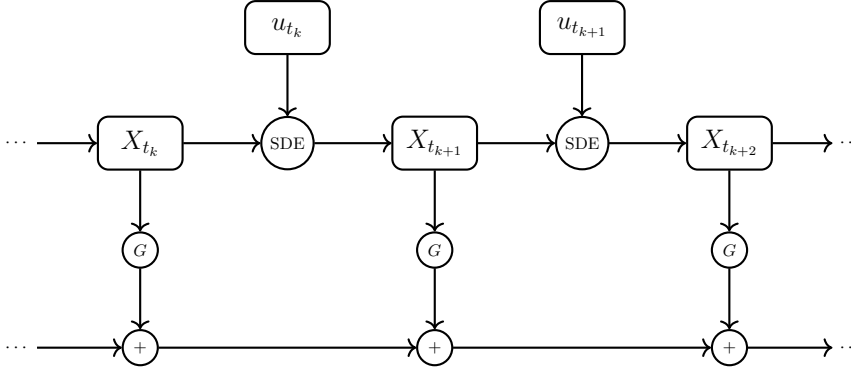 u_{t_k} u_{t_{k+1}}
⋯ X_{t_k} SDE X_{t_{k+1}} SDE X_{t_{k+2}} ⋯
G G G
⋯ + + + ⋯